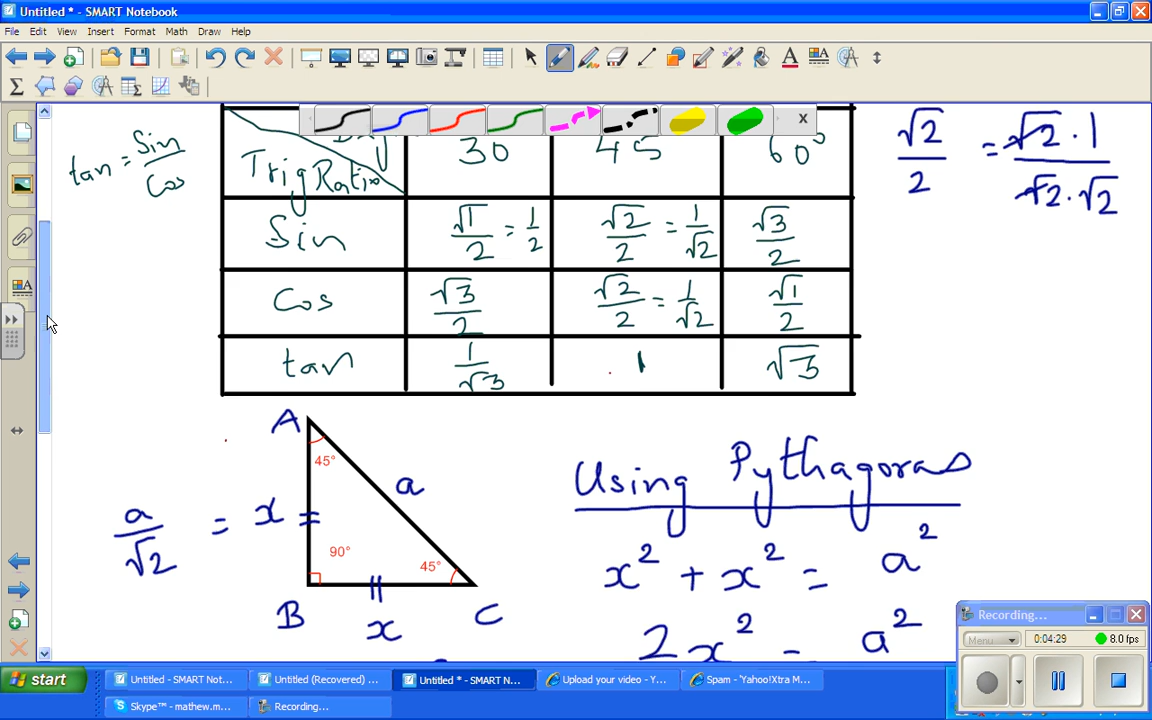 Untitled * - SMART Notebook
File Edit View Insert Format Math Draw Help
x
tan = Sin/Cos
30 45 60°
Trig Ratio
Sin √1/2 = 1/2 √2/2 = 1/√2 √3/2
Cos √3/2 √2/2 = 1/√2 √1/2
tan 1/√3 1 √3
√2/2 = √2 · 1/√2 · √2
A
45°
a
a/√2 = x
90°
45°
B
x
C
Using Pythagoras
x² + x² = a²
2x² = a²
Recording...
Menu
0:04:29
8.0 fps
start
Untitled - SMART Not...
Untitled (Recovered) ...
Untitled * - SMART N...
Upload your video - Y...
Spam - 'Yahoo!Xtra M...
Skype™ - mathew.m...
Recording...